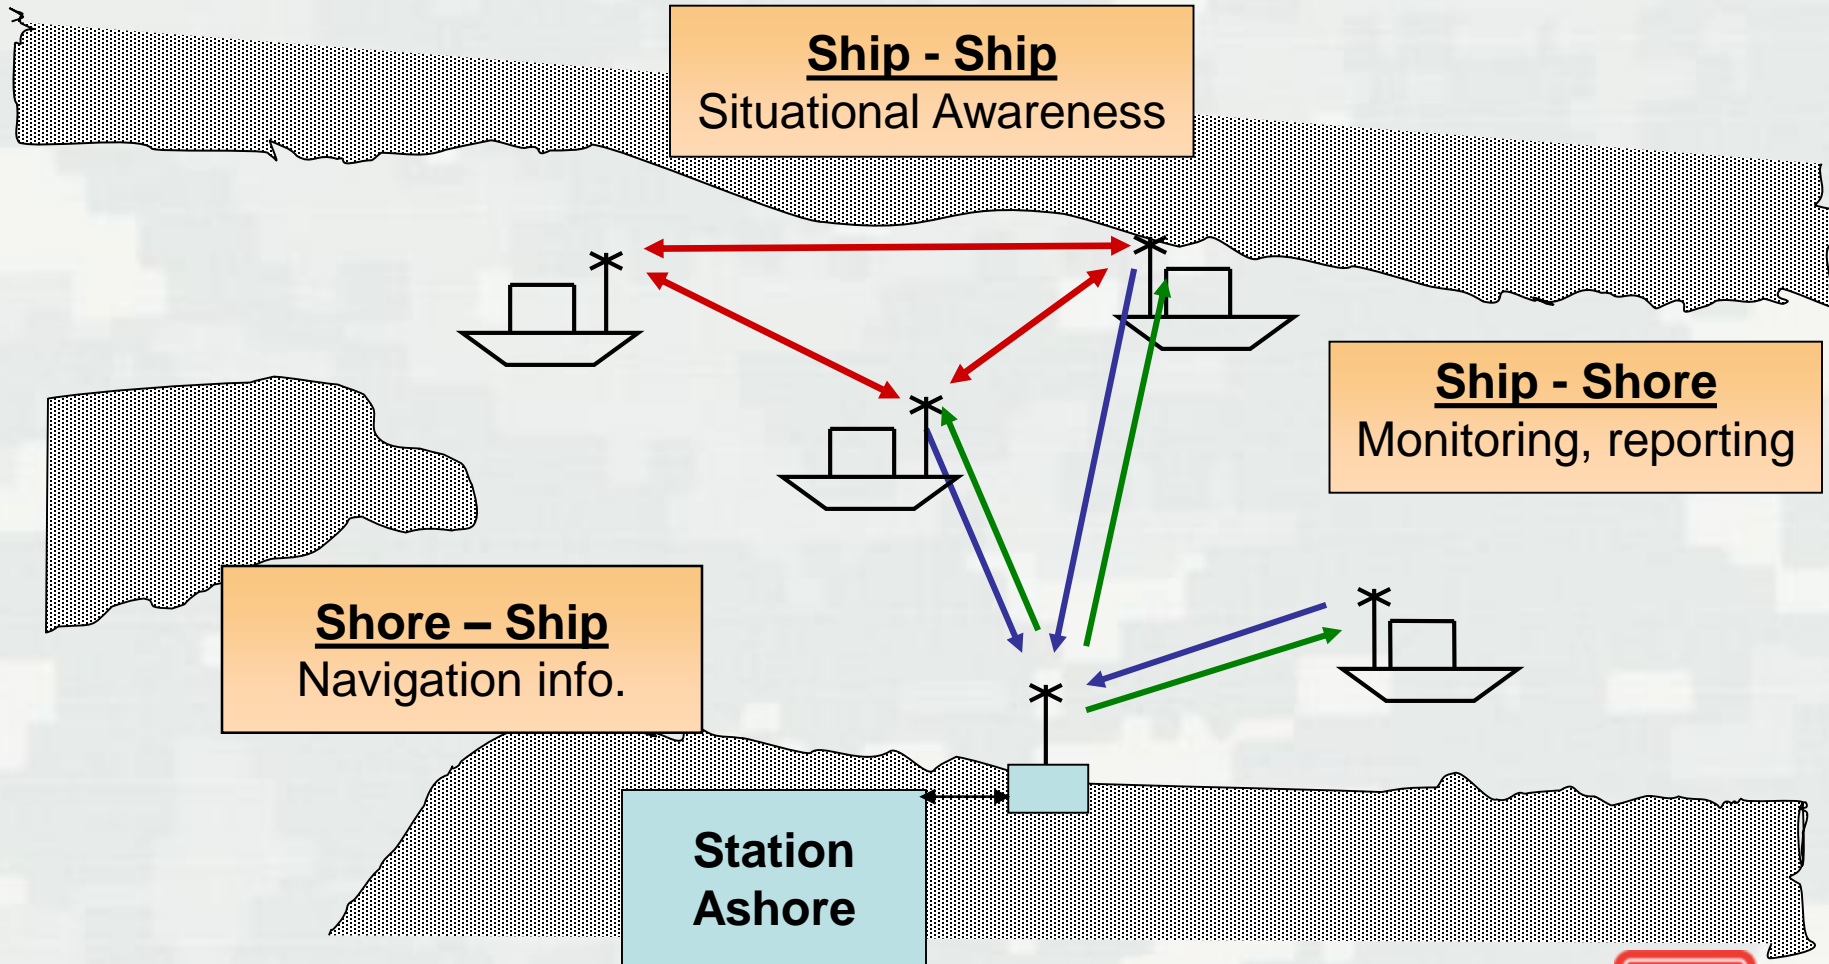 Ship - Ship
Situational Awareness
Ship - Shore
Monitoring, reporting
Shore – Ship
Navigation info.
Station
Ashore